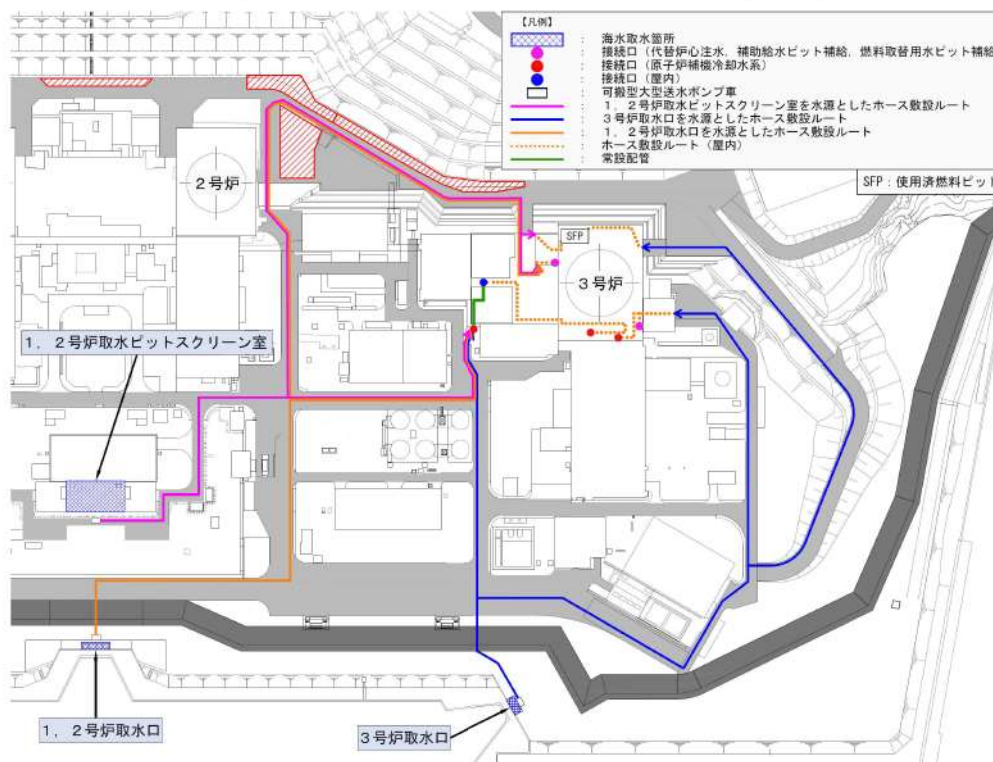 【凡例】
： 海水取水箇所
： 接続口（代替炉心注水，補助給水ピット補給，燃料取替用水ピット補給
： 接続口（原子炉補機冷却水系）
： 接続口（屋内）
： 可搬型大型送水ポンプ車
： １，２号炉取水ピットスクリーン室を水源としたホース敷設ルート
： ３号炉取水口を水源としたホース敷設ルート
： １，２号炉取水口を水源としたホース敷設ルート
： ホース敷設ルート（屋内）
： 常設配管
SFP：使用済燃料ピット
２号炉
SFP
３号炉
１，２号炉取水ピットスクリーン室
１，２号炉取水口
３号炉取水口